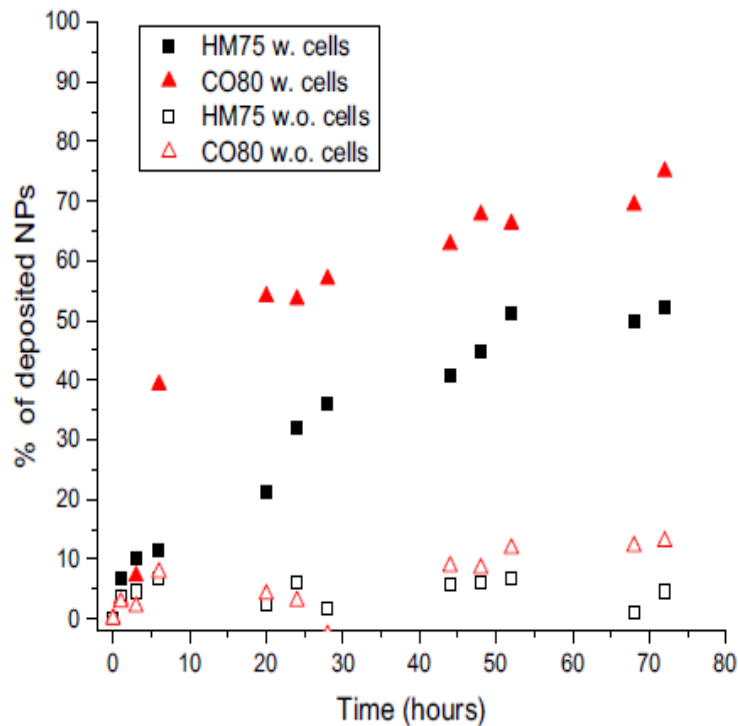 100
90
80
70
60
50
40
30
20
10
0
% of deposited NPs
HM75 w. cells
CO80 w. cells
HM75 w.o. cells
CO80 w.o. cells
0 10 20 30 40 50 60 70 80
Time (hours)